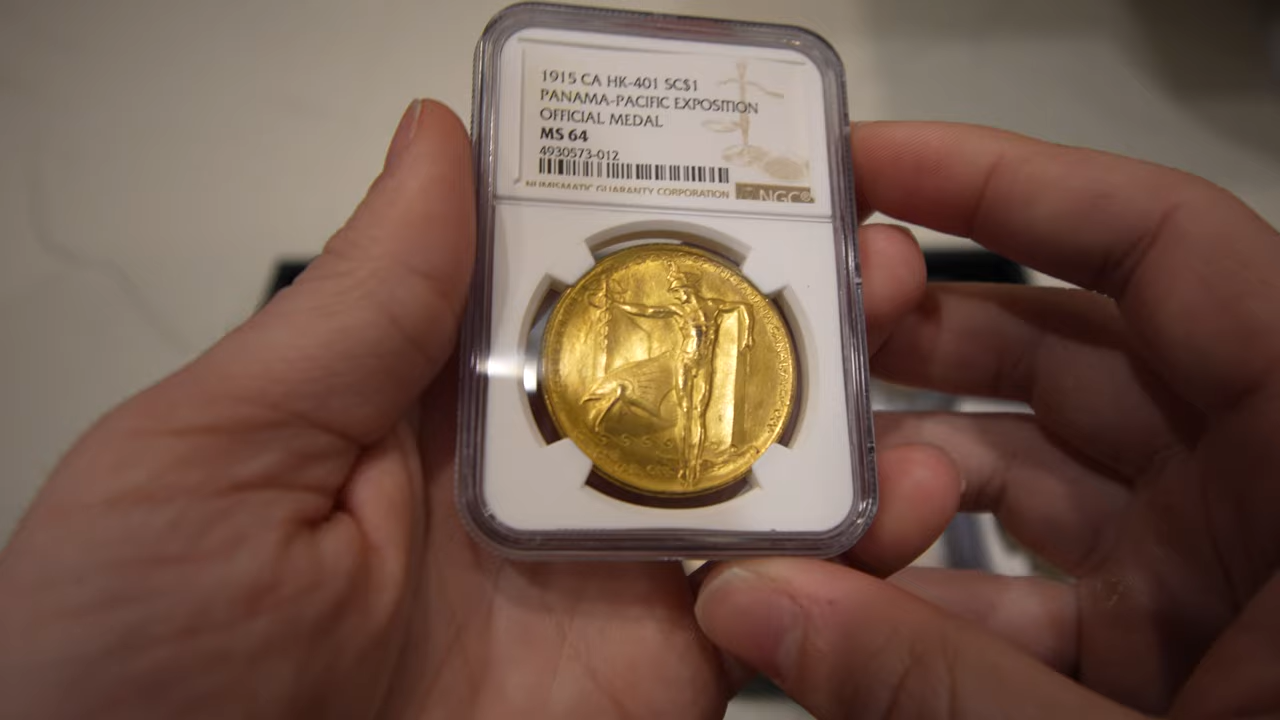 1915 CA HK-401 SC$1
PANAMA-PACIFIC EXPOSITION
OFFICIAL MEDAL
MS 64
4930573-012
NUMISMATIC GUARANTY CORPORATION NGC®